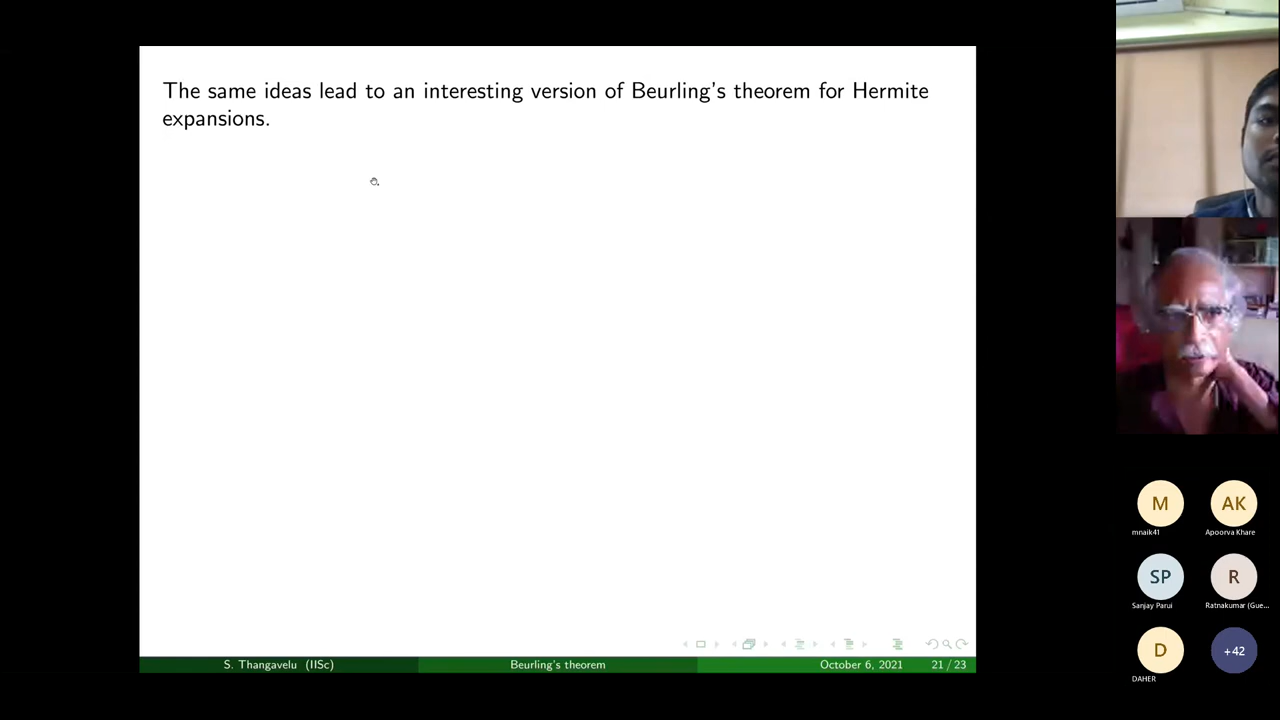 The same ideas lead to an interesting version of Beurling's theorem for Hermite
expansions.
S. Thangavelu (IISc)
Beurling's theorem
October 6, 2021
21 / 23
M
mnaik41
AK
Apoorva Khare
SP
Sanjay Parui
R
Ratnakumar (Gue...
D
DAHER
+42